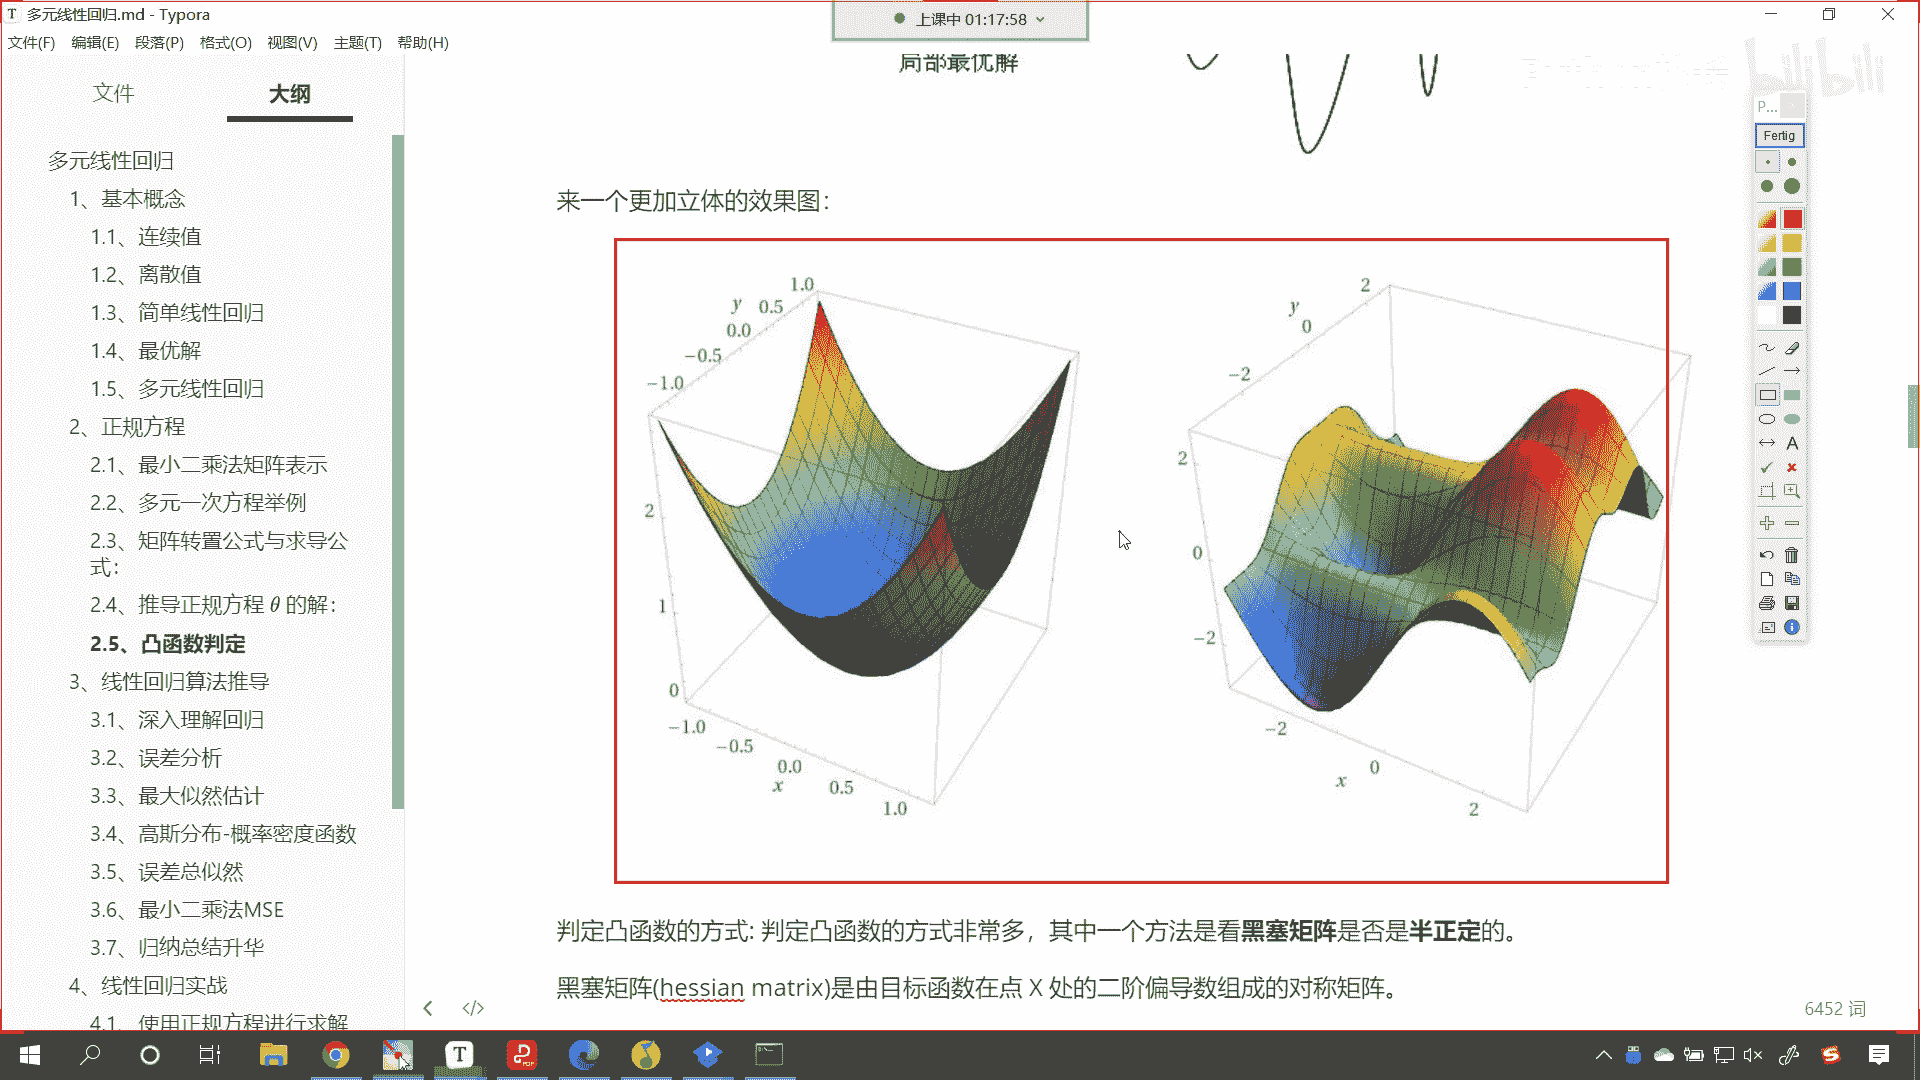 多元线性回归.md - Typora
上课中 01:17:58
文件(F) 编辑(E) 段落(P) 格式(O) 视图(V) 主题(T) 帮助(H)
文件 大纲
多元线性回归
1、基本概念
1.1、连续值
1.2、离散值
1.3、简单线性回归
1.4、最优解
1.5、多元线性回归
2、正规方程
2.1、最小二乘法矩阵表示
2.2、多元一次方程举例
2.3、矩阵转置公式与求导公
式：
2.4、推导正规方程 θ 的解：
2.5、凸函数判定
3、线性回归算法推导
3.1、深入理解回归
3.2、误差分析
3.3、最大似然估计
3.4、高斯分布-概率密度函数
3.5、误差总似然
3.6、最小二乘法MSE
3.7、归纳总结升华
4、线性回归实战
4.1、使用正规方程进行求解
局部最优解
来一个更加立体的效果图：
1.0
y 0.5
0.0
−0.5
−1.0
2
1
0
−1.0
−0.5
0.0
x 0.5
1.0
2
y
0
−2
2
0
−2
−2
0
x
2
判定凸函数的方式: 判定凸函数的方式非常多，其中一个方法是看黑塞矩阵是否是半正定的。
黑塞矩阵(hessian matrix)是由目标函数在点 X 处的二阶偏导数组成的对称矩阵。
6452 词
bilibili
P...
Fertig